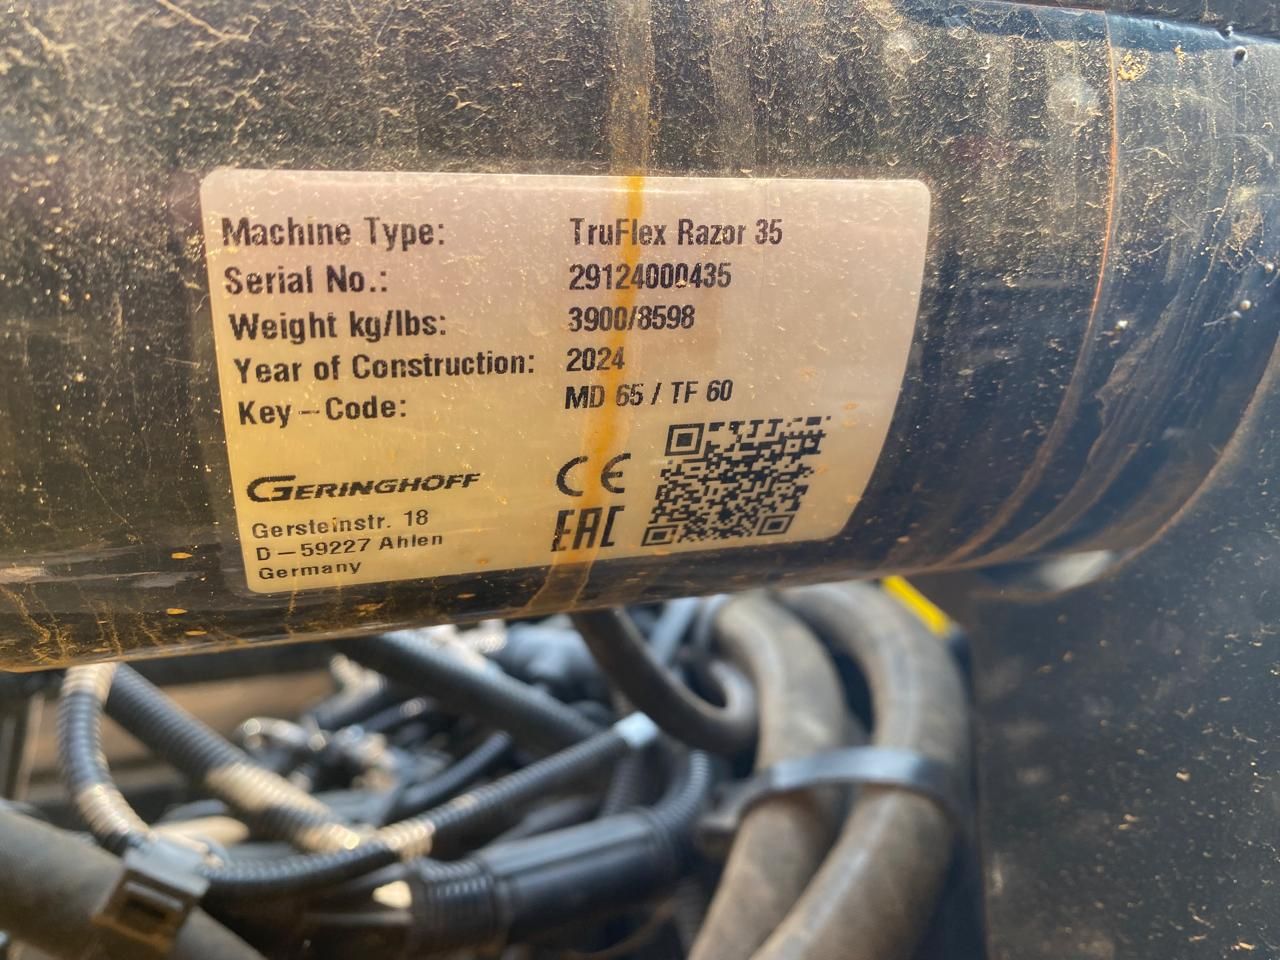 Machine Type: TruFlex Razor 35
Serial No.: 29124000435
Weight kg/lbs: 3900/8598
Year of Construction: 2024
Key-Code: MD 65 / TF 60
GERINGHOFF
Gersteinstr. 18
D-59227 Ahlen
Germany
CE
EAC